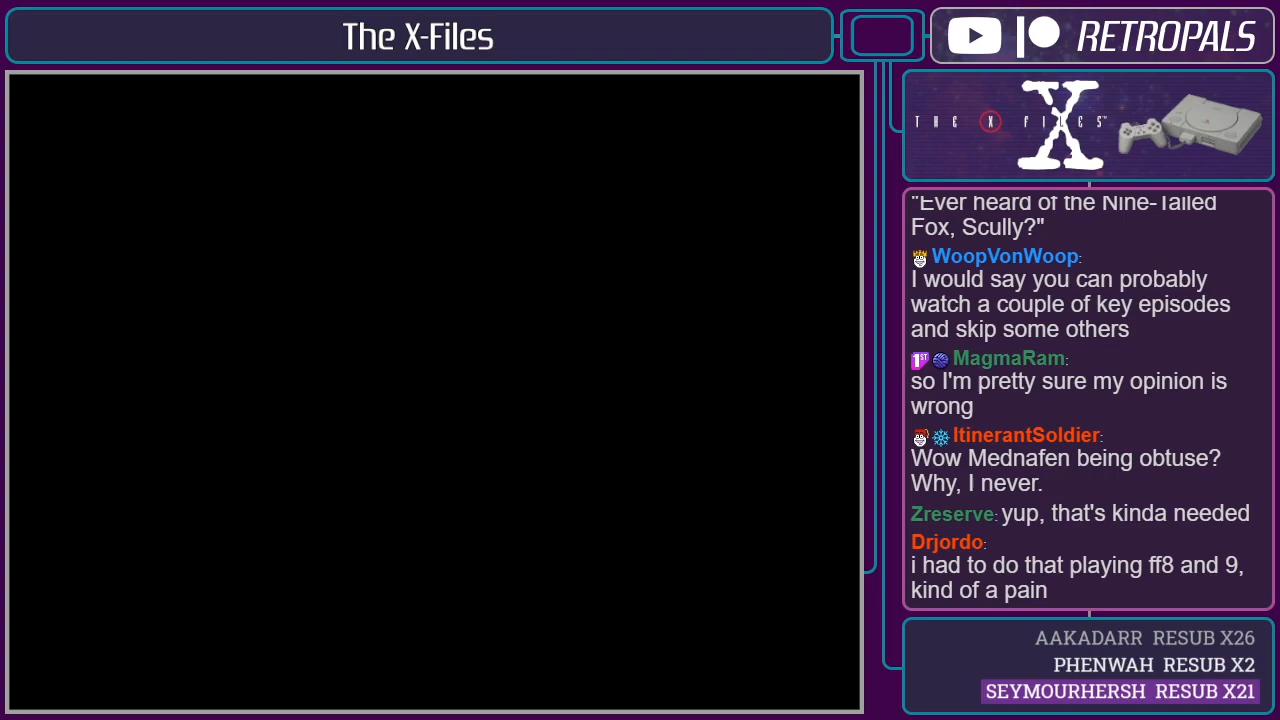 The X-Files
RETROPALS
THE X FILES™
X
"Ever heard of the Nine-Tailed
Fox, Scully?"
WoopVonWoop:
I would say you can probably
watch a couple of key episodes
and skip some others
1ST MagmaRam:
so I'm pretty sure my opinion is
wrong
ItinerantSoldier:
Wow Mednafen being obtuse?
Why, I never.
Zreserve: yup, that's kinda needed
Drjordo:
i had to do that playing ff8 and 9,
kind of a pain
AAKADARR RESUB X26
PHENWAH RESUB X2
SEYMOURHERSH RESUB X21